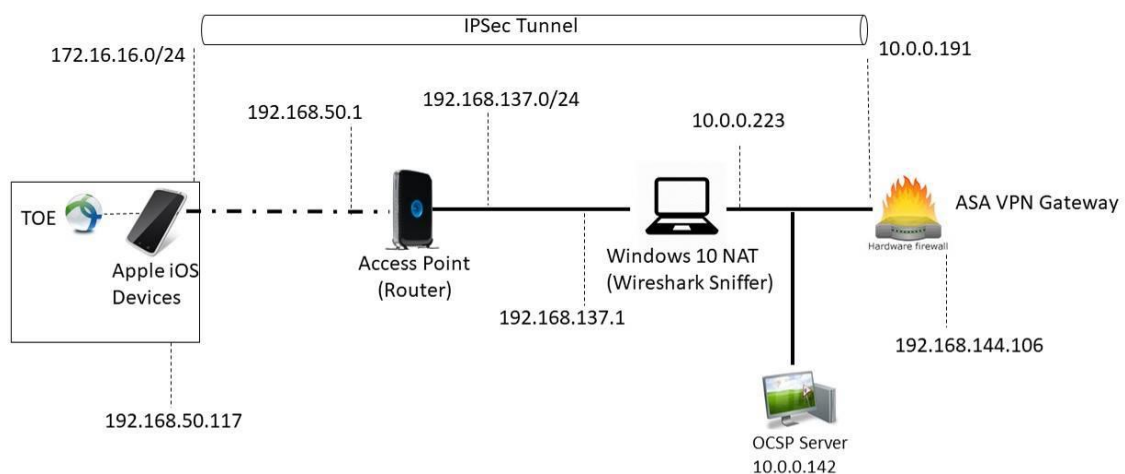 IPSec Tunnel
172.16.16.0/24
10.0.0.191
192.168.50.1
192.168.137.0/24
10.0.0.223
TOE
Apple iOS
Devices
Access Point
(Router)
Windows 10 NAT
(Wireshark Sniffer)
Hardware firewall
ASA VPN Gateway
192.168.137.1
192.168.144.106
192.168.50.117
OCSP Server
10.0.0.142